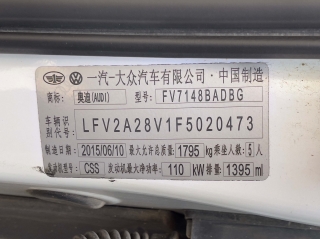 一汽-大众汽车有限公司·中国制造
商标: 奥迪(AUDI) 型号: FV7148BADBG
车辆识别代号: LFV2A28V1F5020473
制造日期 2015/06/10 最大允许总质量 1795 kg 乘坐人数: 5 人
发动机型号 CSS 发动机最大净功率 110 kW 排量: 1395 ml